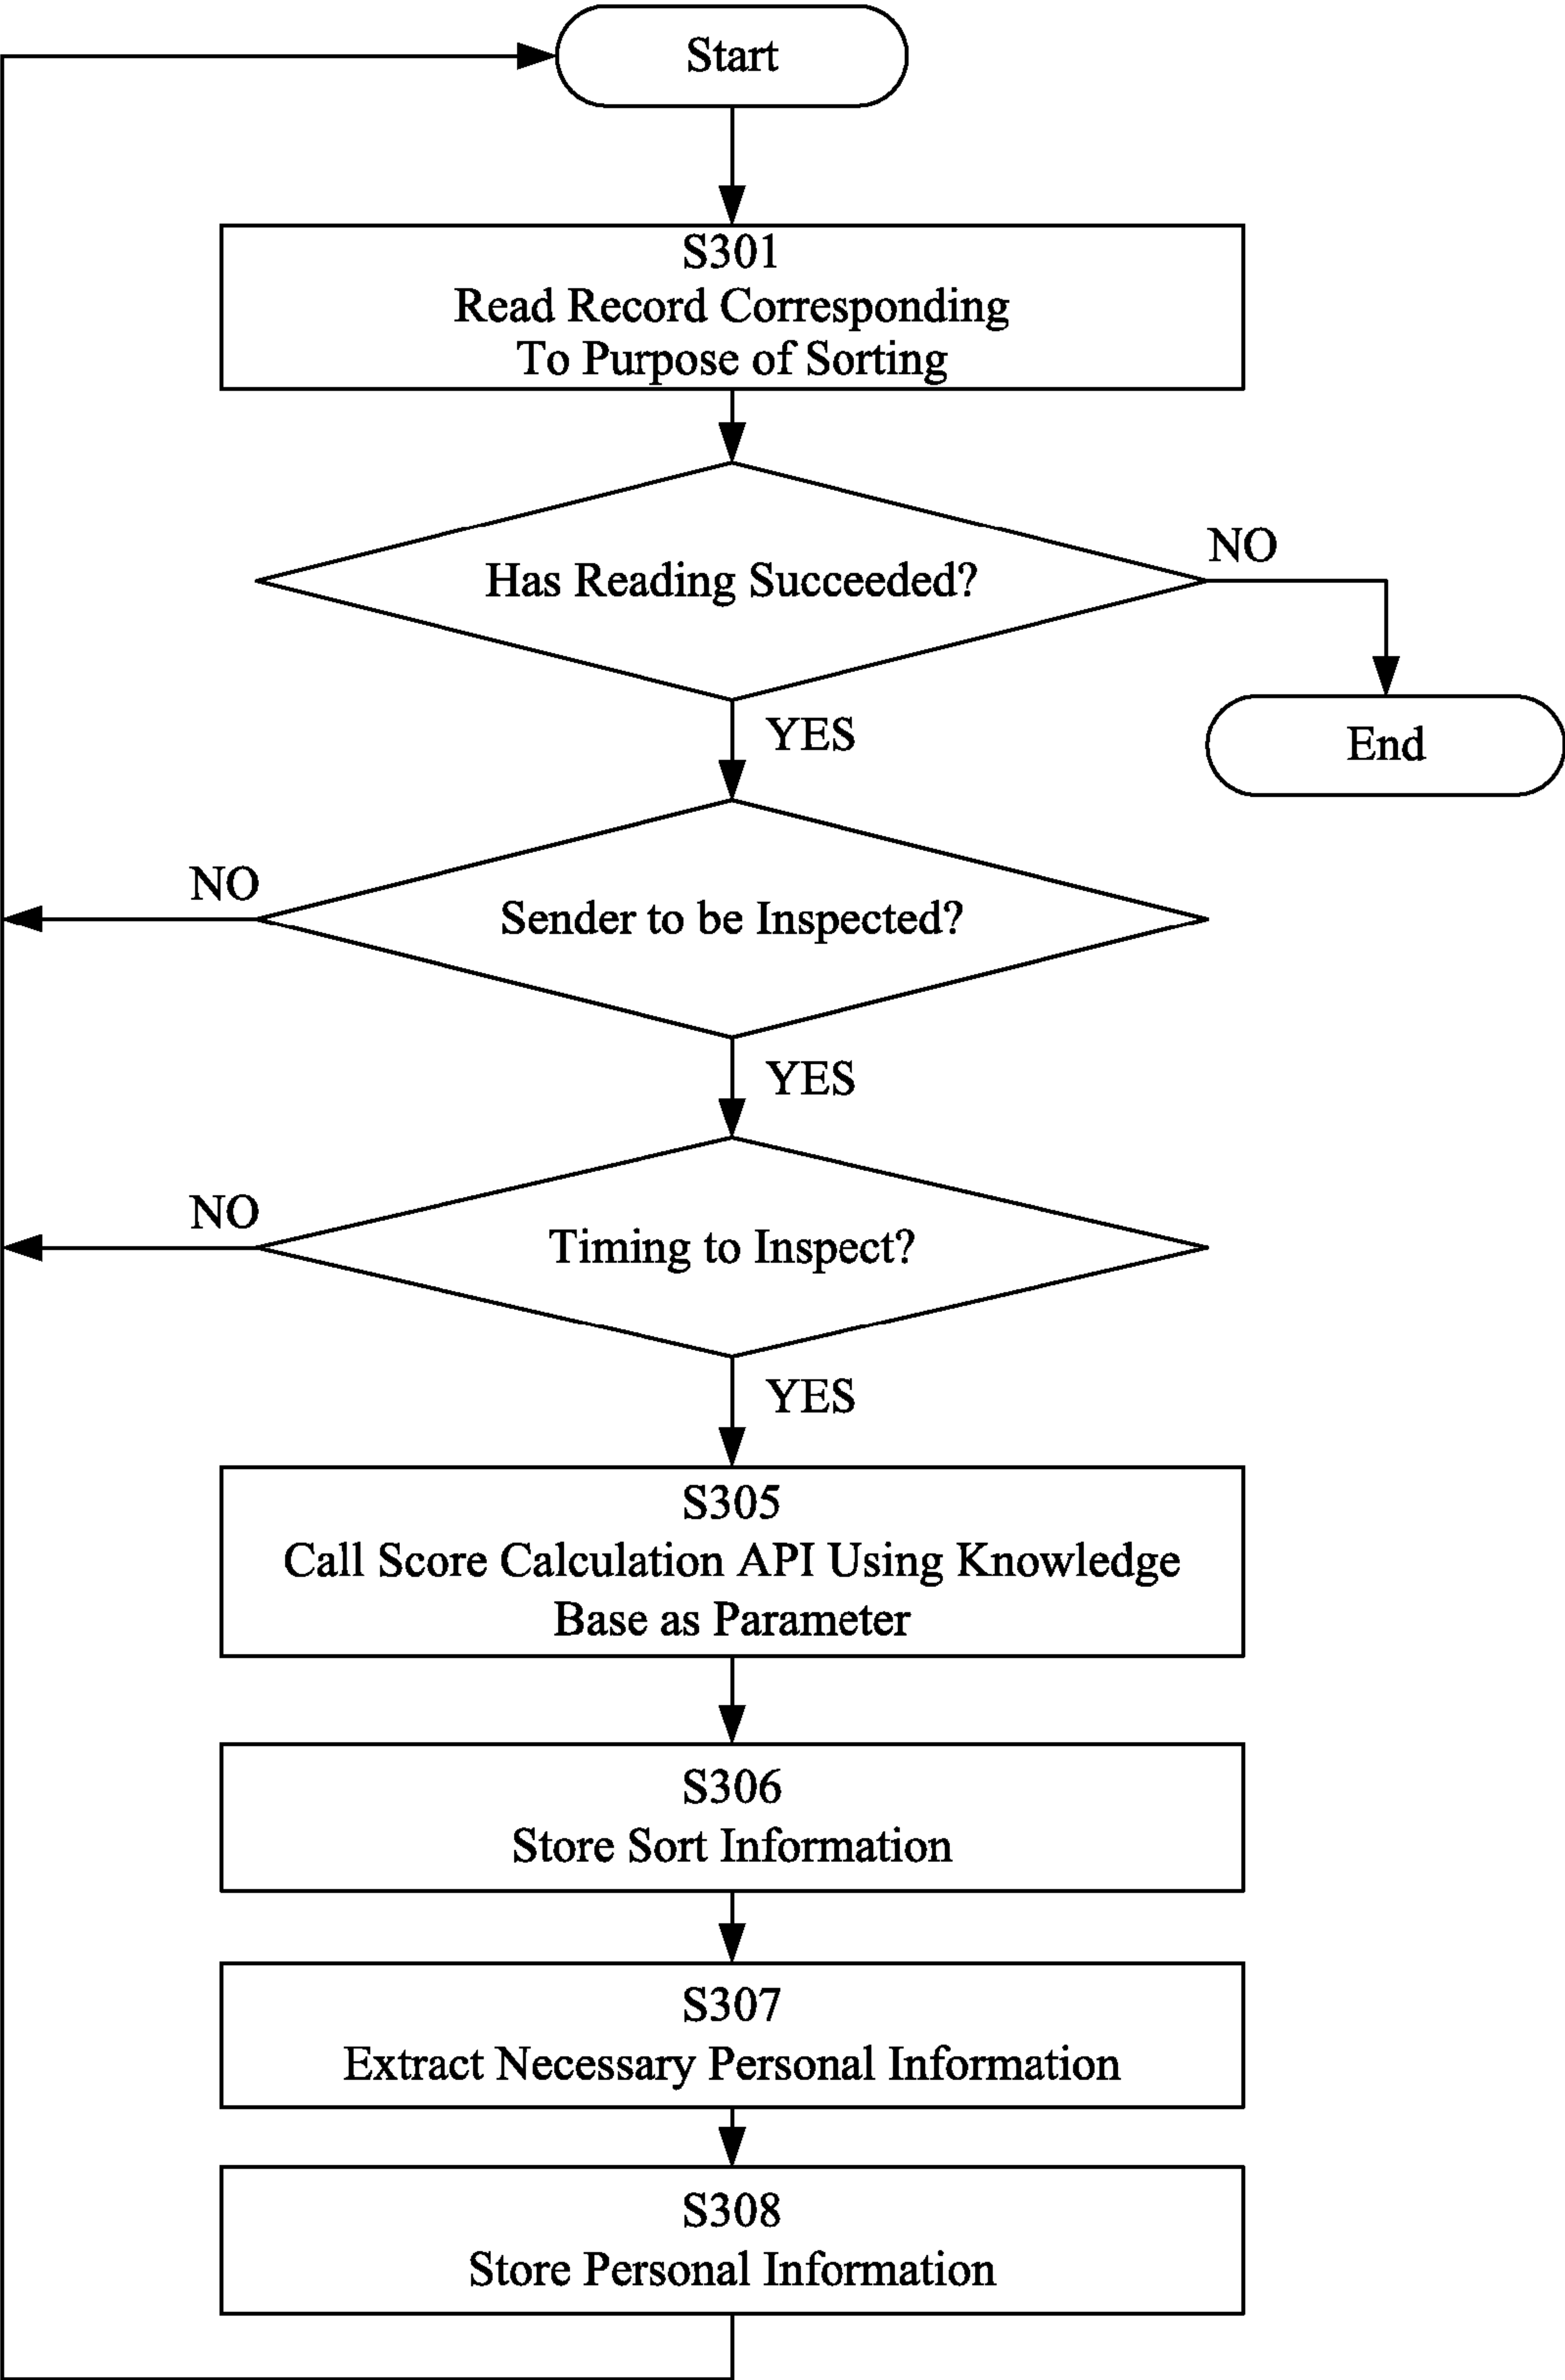 Start
S301
Read Record Corresponding
To Purpose of Sorting
Has Reading Succeeded?
NO
End
YES
NO
Sender to be Inspected?
YES
NO
Timing to Inspect?
YES
S305
Call Score Calculation API Using Knowledge
Base as Parameter
S306
Store Sort Information
S307
Extract Necessary Personal Information
S308
Store Personal Information